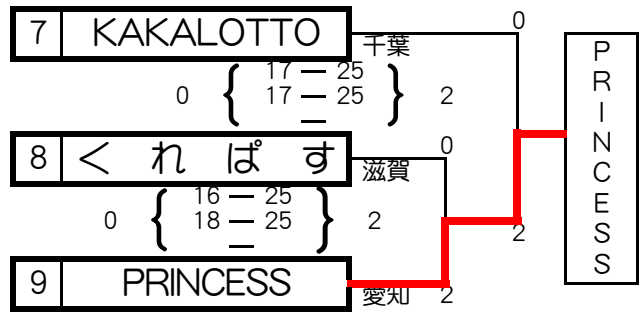 7 KAKALOTTO 0
千葉
17 — 25
0 { 17 — 25 } 2
—
8 くれぱす 0
滋賀
16 — 25
0 { 18 — 25 } 2
—
2
9 PRINCESS
愛知 2
PRINCESS